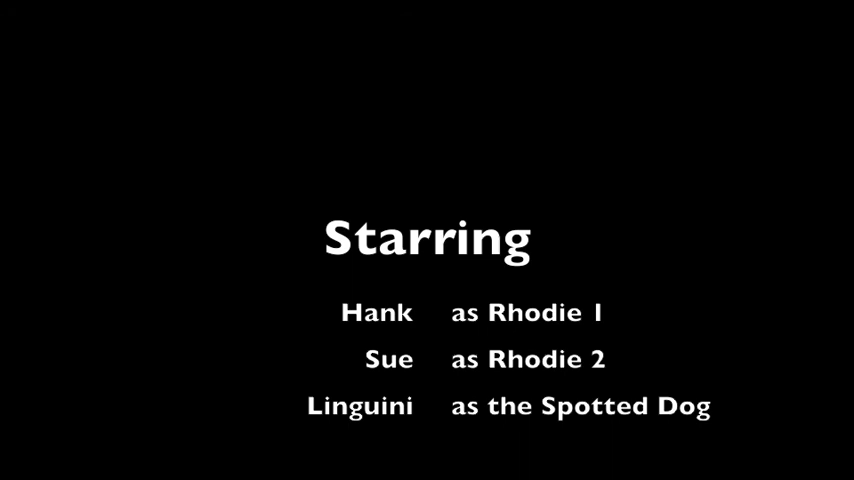 Starring
Hank as Rhodie 1
Sue as Rhodie 2
Linguini as the Spotted Dog